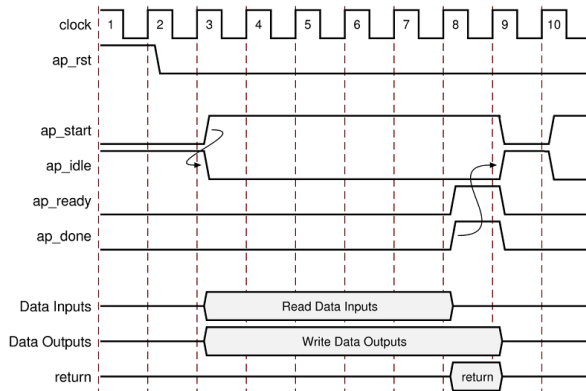 clock 1 2 3 4 5 6 7 8 9 10
ap_rst
ap_start
ap_idle
ap_ready
ap_done
Data Inputs Read Data Inputs
Data Outputs Write Data Outputs
return return